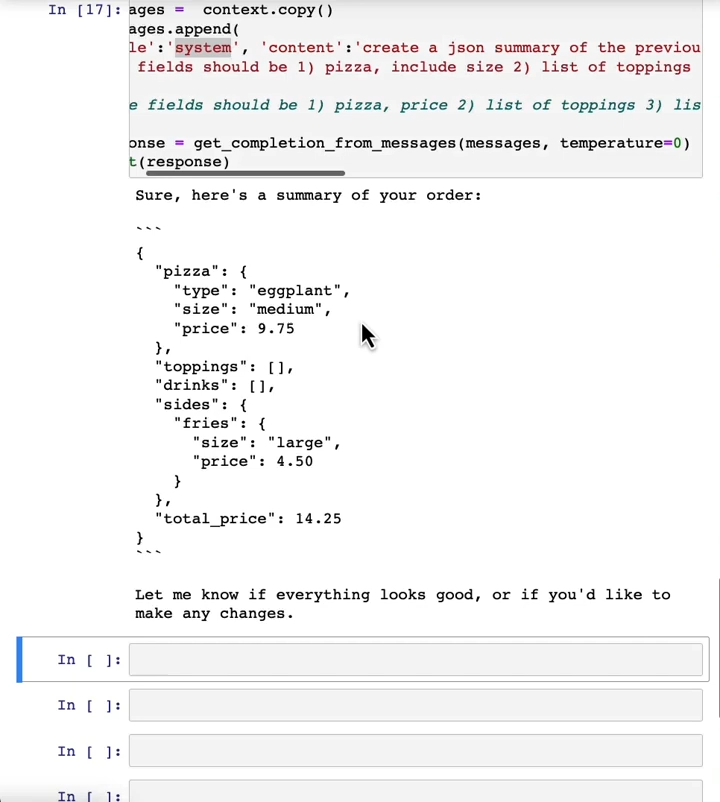 In [17]: ages =  context.copy()
ages.append(
le':'system', 'content':'create a json summary of the previou
fields should be 1) pizza, include size 2) list of toppings
e fields should be 1) pizza, price 2) list of toppings 3) lis
onse = get_completion_from_messages(messages, temperature=0)
t(response)
Sure, here's a summary of your order:
```
{
"pizza": {
"type": "eggplant",
"size": "medium",
"price": 9.75
},
"toppings": [],
"drinks": [],
"sides": {
"fries": {
"size": "large",
"price": 4.50
}
},
"total_price": 14.25
}
```
Let me know if everything looks good, or if you'd like to
make any changes.
In [ ]:
In [ ]:
In [ ]:
In [ ]: